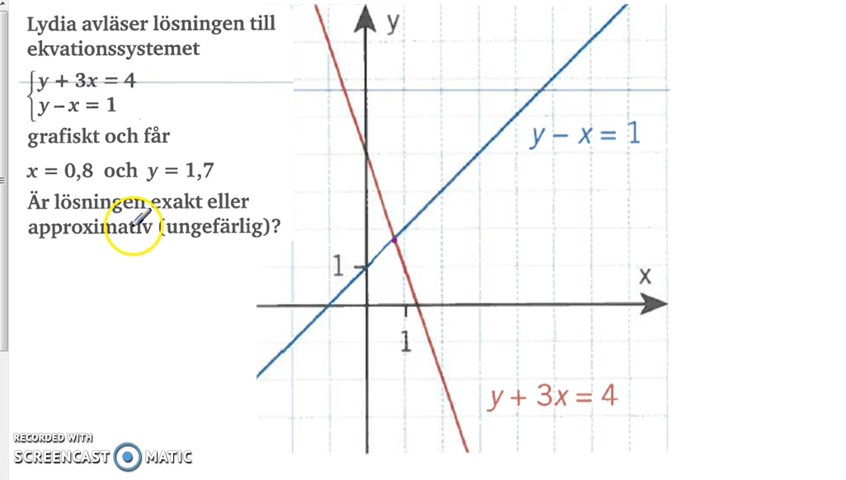 Lydia avläser lösningen till
ekvationssystemet
y + 3x = 4
y – x = 1
grafiskt och får
x = 0,8 och y = 1,7
Är lösningen exakt eller
approximativ (ungefärlig)?
y
y – x = 1
1
x
1
y + 3x = 4
RECORDED WITH
SCREENCAST MATIC